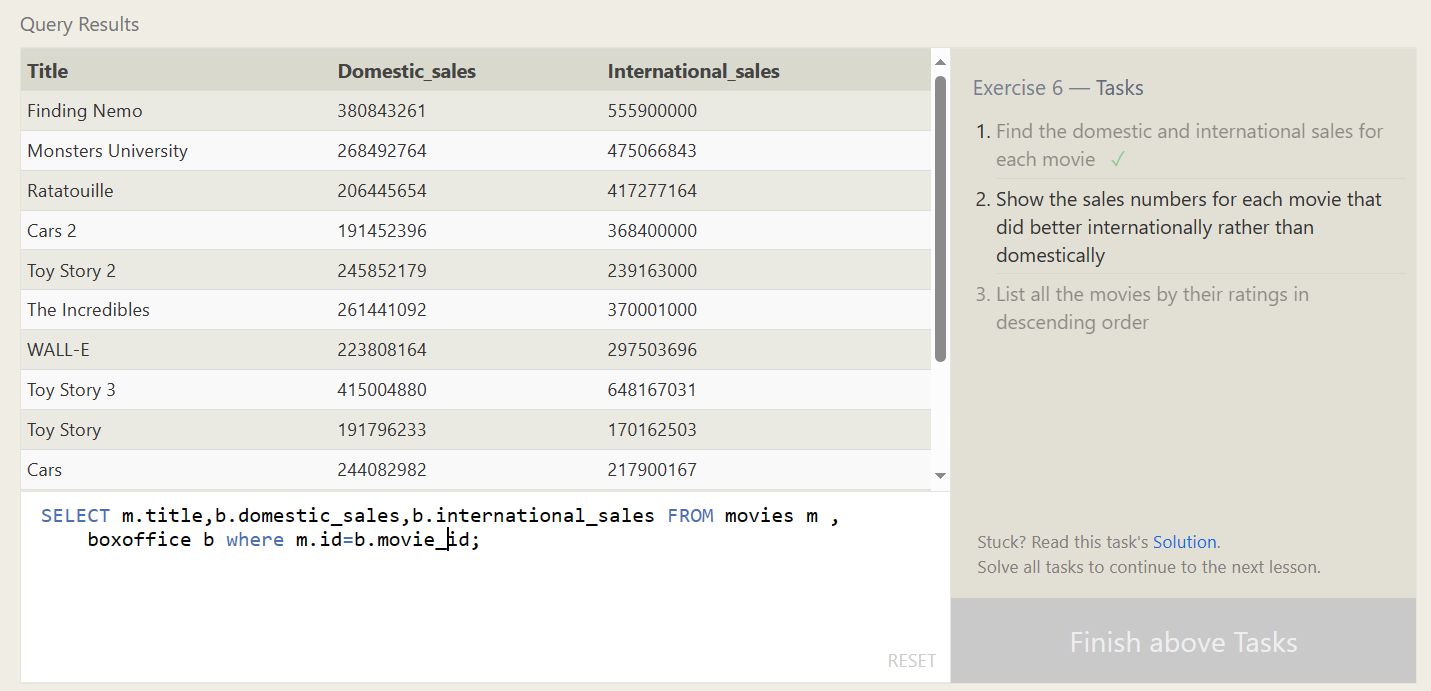 Query Results
Title Domestic_sales International_sales
Finding Nemo 380843261 555900000
Monsters University 268492764 475066843
Ratatouille 206445654 417277164
Cars 2 191452396 368400000
Toy Story 2 245852179 239163000
The Incredibles 261441092 370001000
WALL-E 223808164 297503696
Toy Story 3 415004880 648167031
Toy Story 191796233 170162503
Cars 244082982 217900167
SELECT m.title,b.domestic_sales,b.international_sales FROM movies m ,
boxoffice b where m.id=b.movie_id;
RESET
Exercise 6 — Tasks
1. Find the domestic and international sales for
each movie ✓
2. Show the sales numbers for each movie that
did better internationally rather than
domestically
3. List all the movies by their ratings in
descending order
Stuck? Read this task's Solution.
Solve all tasks to continue to the next lesson.
Finish above Tasks